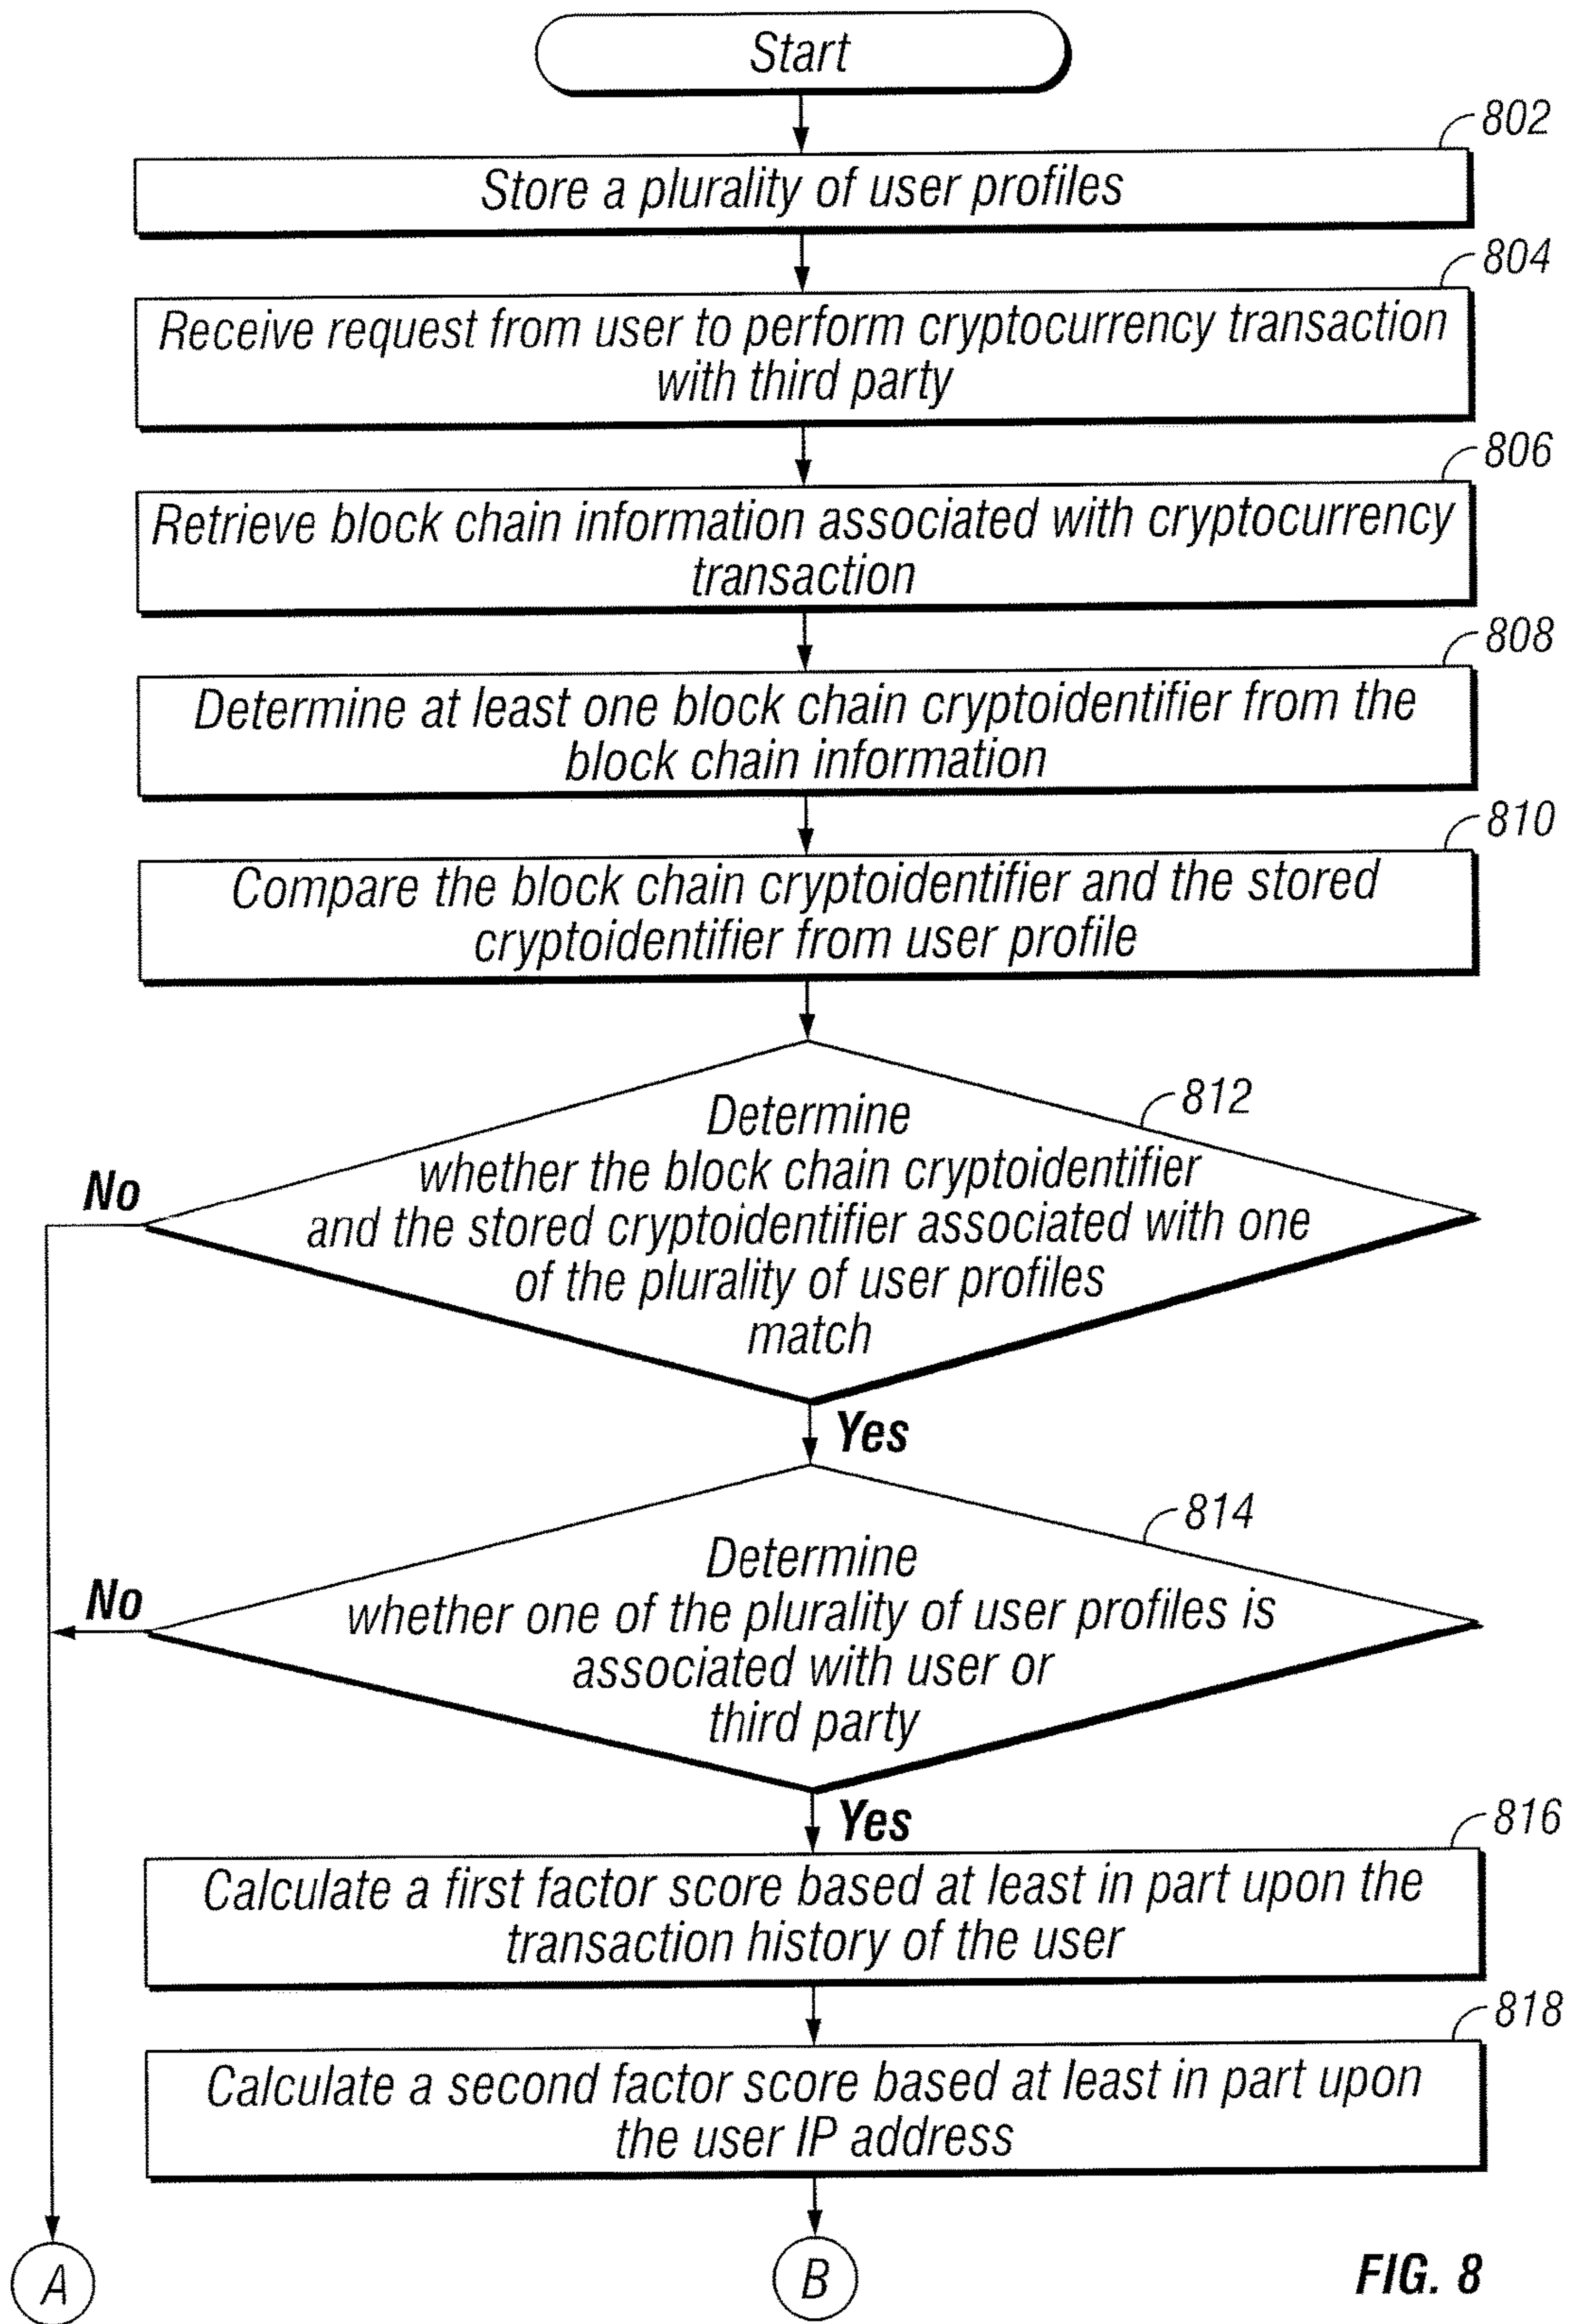 Start
802
Store a plurality of user profiles
804
Receive request from user to perform cryptocurrency transaction
with third party
806
Retrieve block chain information associated with cryptocurrency
transaction
808
Determine at least one block chain cryptoidentifier from the
block chain information
810
Compare the block chain cryptoidentifier and the stored
cryptoidentifier from user profile
812
Determine
whether the block chain cryptoidentifier
and the stored cryptoidentifier associated with one
of the plurality of user profiles
match
No
Yes
814
Determine
whether one of the plurality of user profiles is
associated with user or
third party
No
Yes
816
Calculate a first factor score based at least in part upon the
transaction history of the user
818
Calculate a second factor score based at least in part upon
the user IP address
A
B
FIG. 8